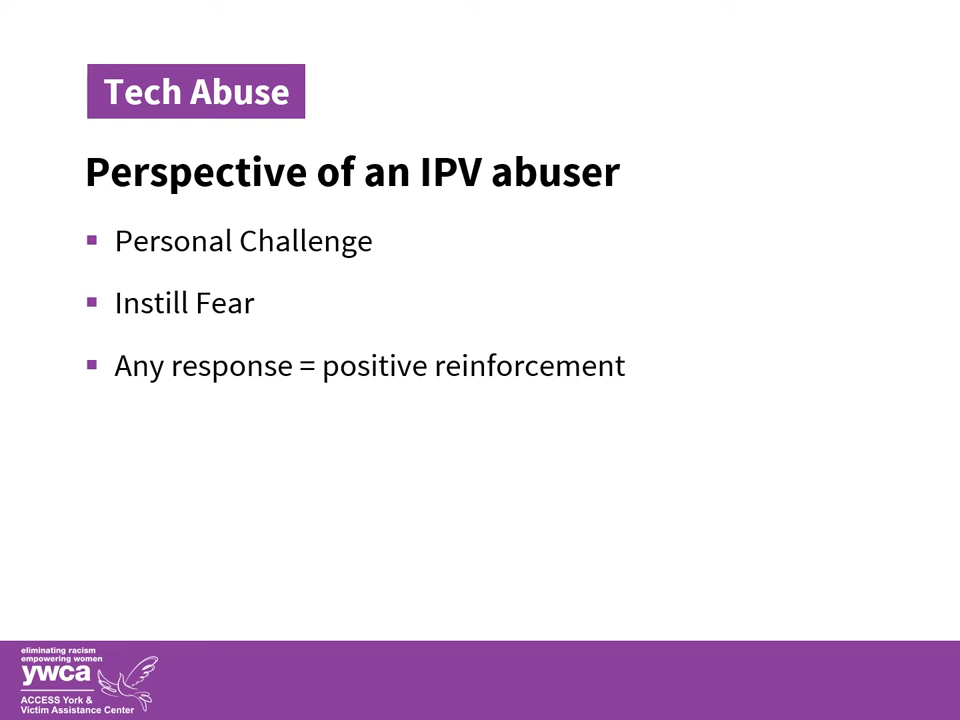 Tech Abuse
Perspective of an IPV abuser
Personal Challenge
Instill Fear
Any response = positive reinforcement
eliminating racism
empowering women
ywca
ACCESS York &
Victim Assistance Center